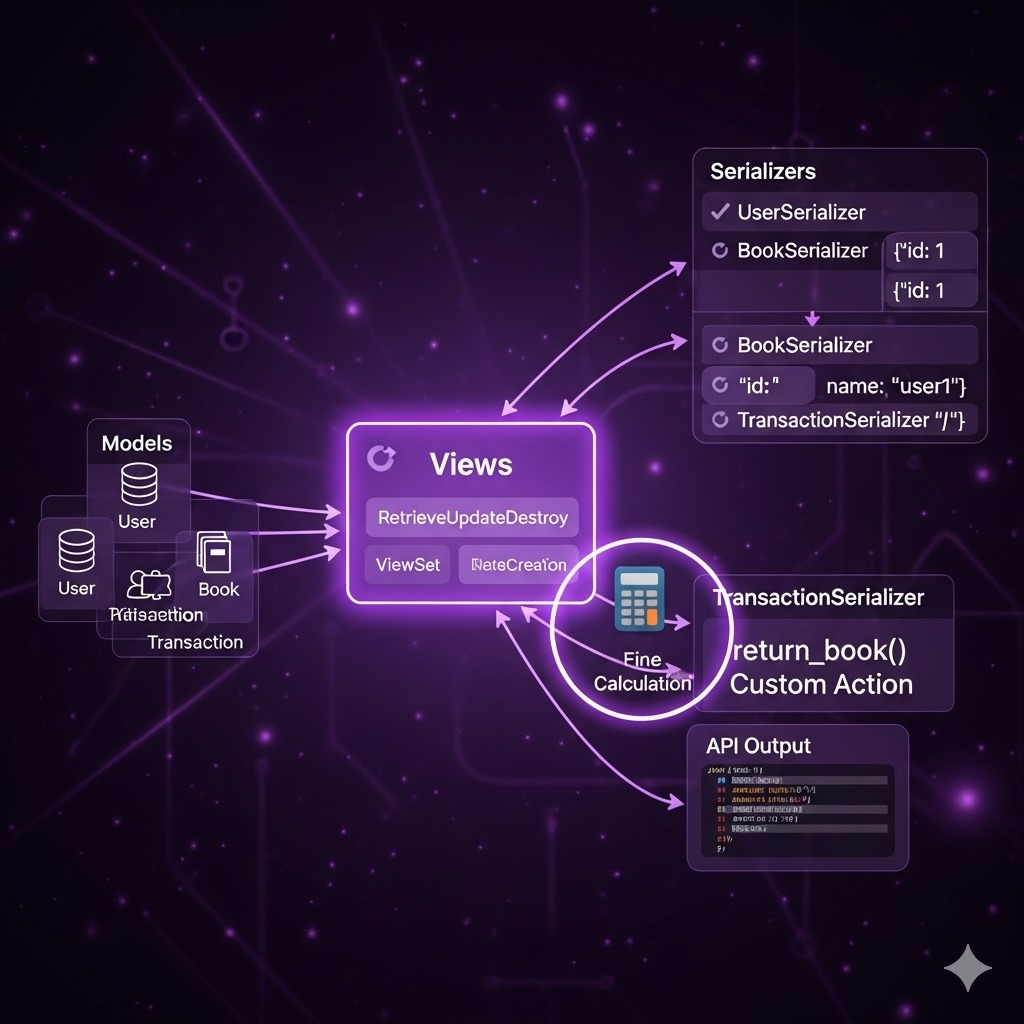 Models
User
User
Book
Transaction
Views
RetrieveUpdateDestroy
ViewSet
Serializers
UserSerializer
BookSerializer {"id: 1
{"id: 1
BookSerializer
"id:" name: "user1"}
TransactionSerializer "/"}
Fine
Calculation
TransactionSerializer
return_book()
Custom Action
API Output